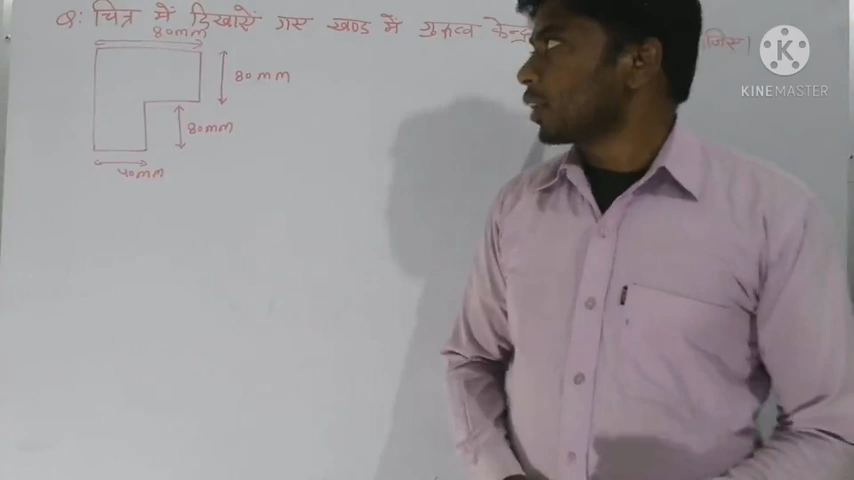 Q: चित्र में दिखायें गए खण्ड में गुरुत्व केन्द्र जिए।
80mm
80mm
80mm
40mm
K
KINEMASTER